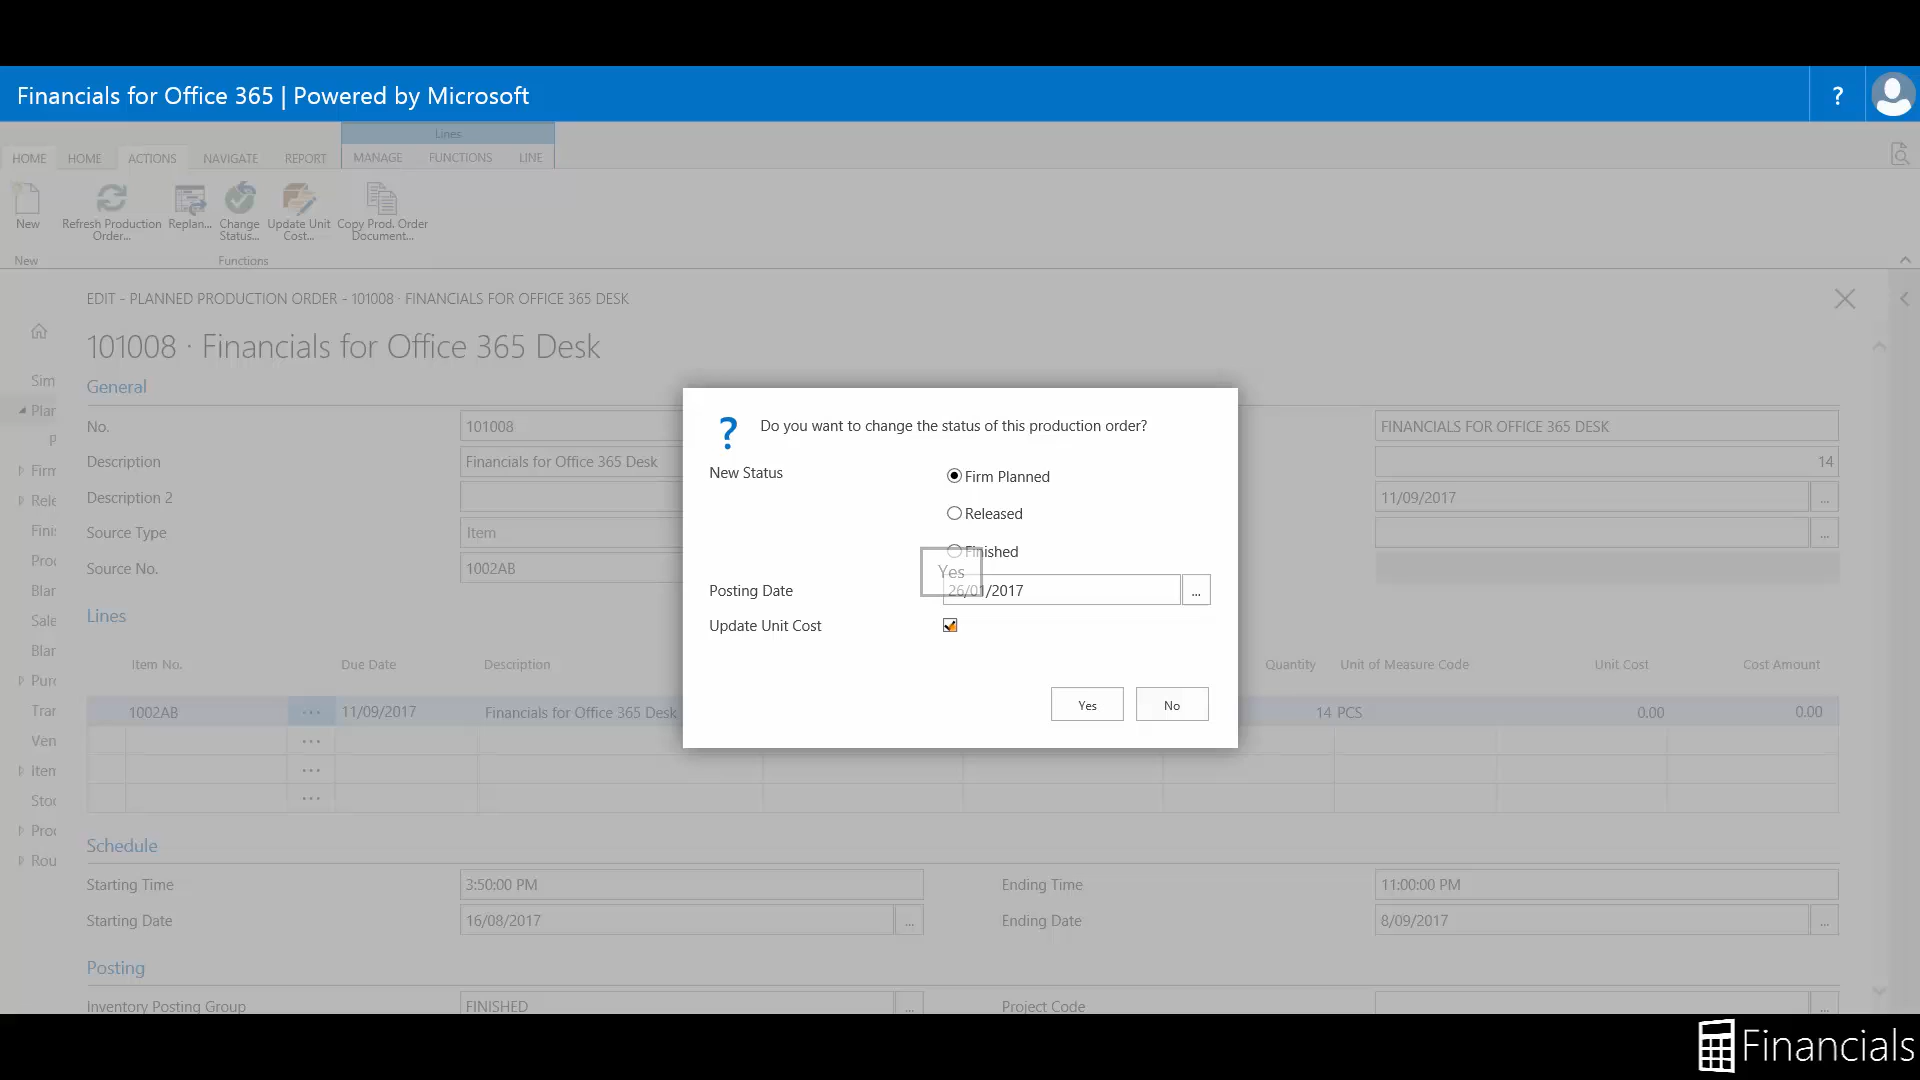 Financials for Office 365 | Powered by Microsoft
?
Lines
HOME HOME ACTIONS NAVIGATE REPORT MANAGE FUNCTIONS LINE
New Refresh Production Order... Replan... Change Status... Update Unit Cost... Copy Prod. Order Document...
New Functions
EDIT - PLANNED PRODUCTION ORDER - 101008 · FINANCIALS FOR OFFICE 365 DESK
101008 · Financials for Office 365 Desk
General
No. 101008 FINANCIALS FOR OFFICE 365 DESK
Description Financials for Office 365 Desk 14
Description 2 11/09/2017 ...
Source Type Item ...
Source No. 1002AB
Sim
Plan
P
Firm
Rele
Finis
Proc
Blan
Sale
Blan
Purc
Tran
Ven
Item
Stoc
Proc
Rou
? Do you want to change the status of this production order?
New Status Firm Planned
Released
Finished
Yes
Posting Date 26/01/2017 ...
Update Unit Cost
Yes No
Lines
Item No. Due Date Description Quantity Unit of Measure Code Unit Cost Cost Amount
1002AB ... 11/09/2017 Financials for Office 365 Desk 14 PCS 0.00 0.00
...
...
...
Schedule
Starting Time 3:50:00 PM Ending Time 11:00:00 PM
Starting Date 16/08/2017 ... Ending Date 8/09/2017 ...
Posting
Inventory Posting Group FINISHED ... Project Code ...
Financials